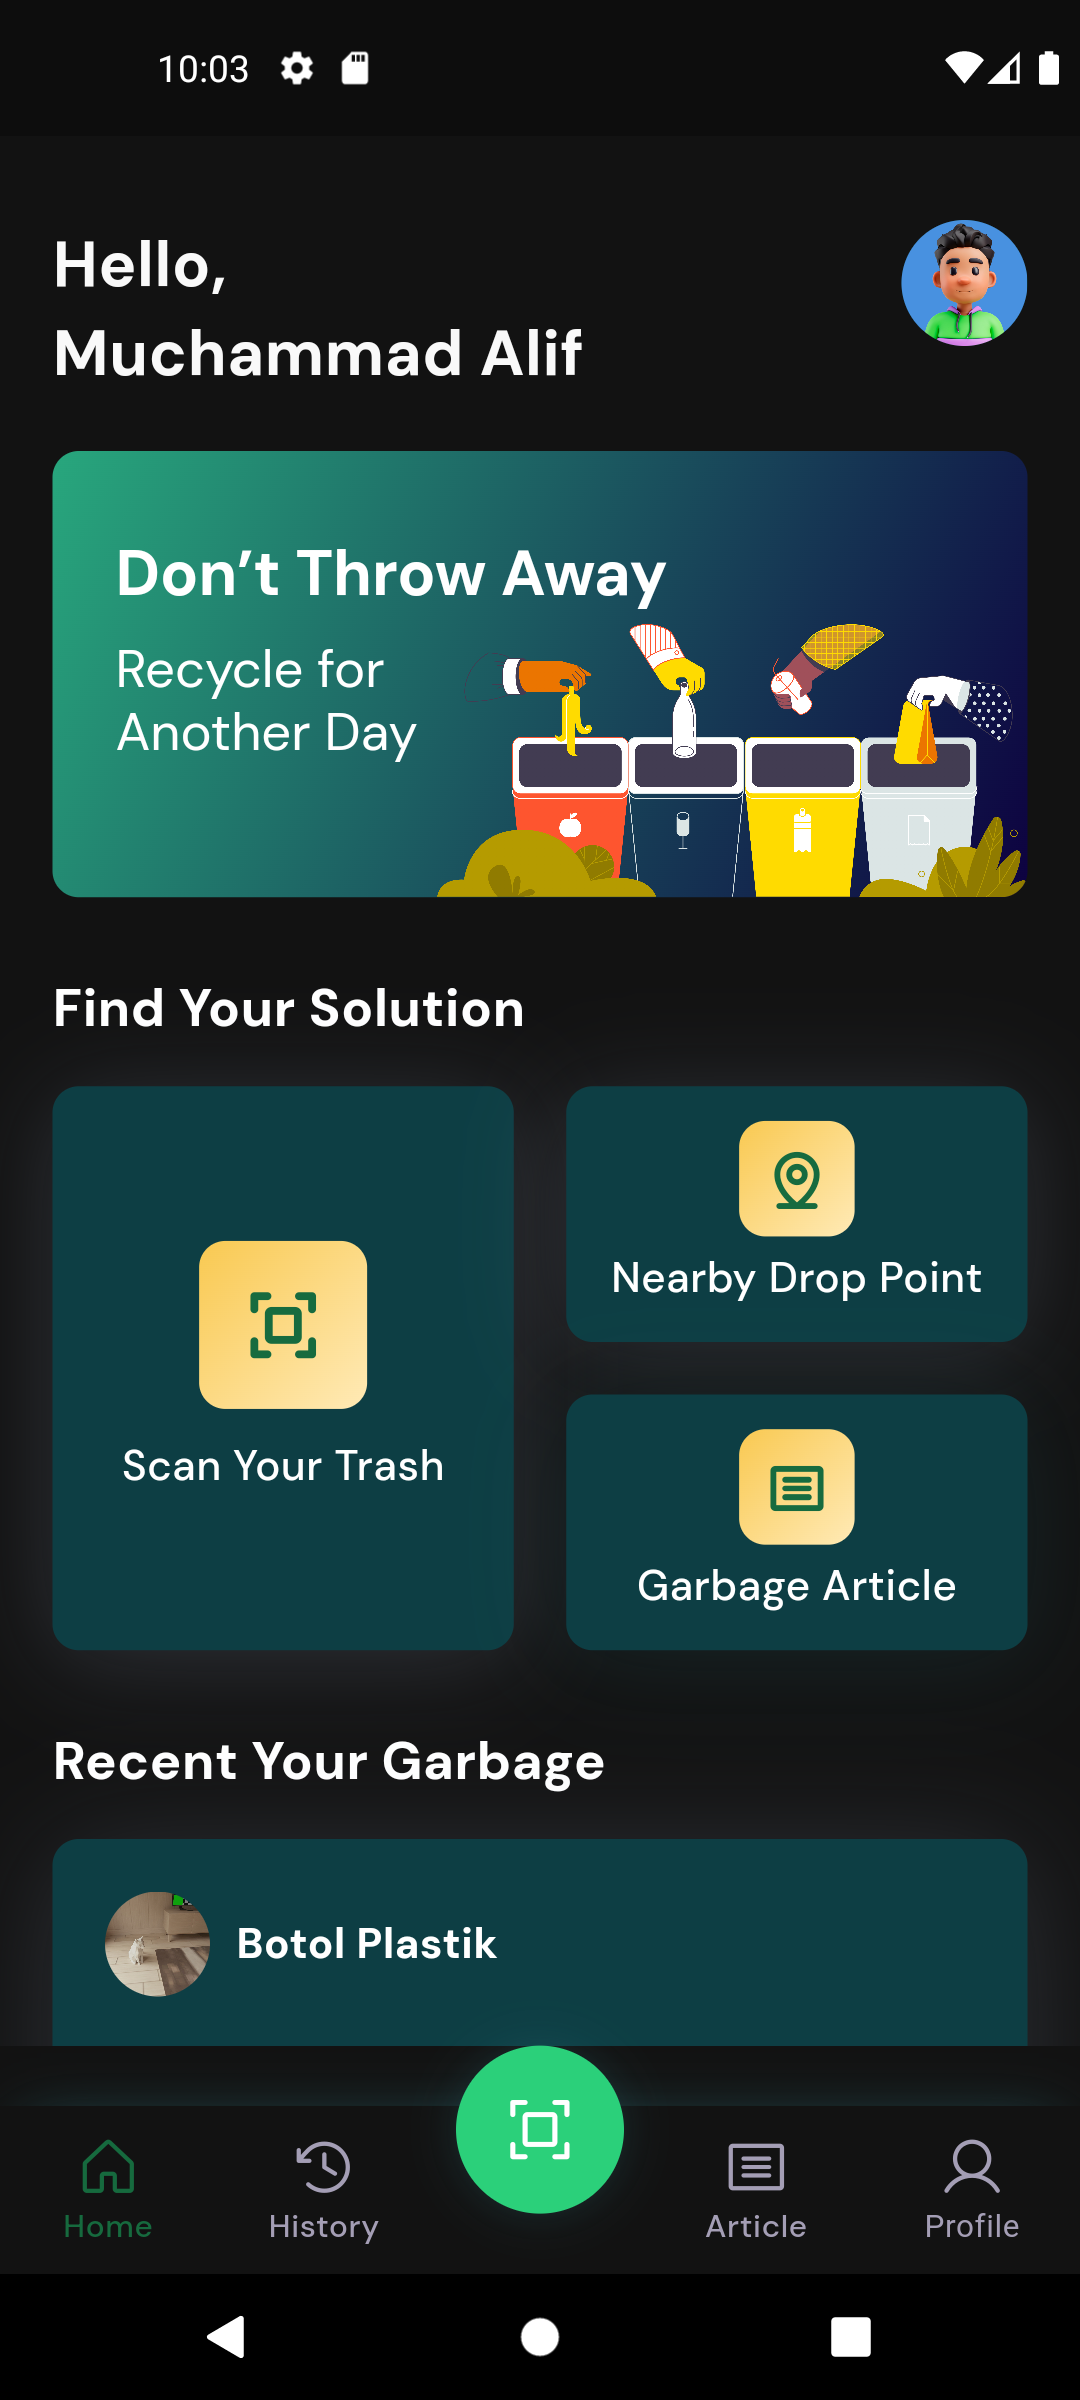 10:03
Hello,
Muchammad Alif
Don’t Throw Away
Recycle for
Another Day
Find Your Solution
Scan Your Trash
Nearby Drop Point
Garbage Article
Recent Your Garbage
Botol Plastik
Home
History
Article
Profile